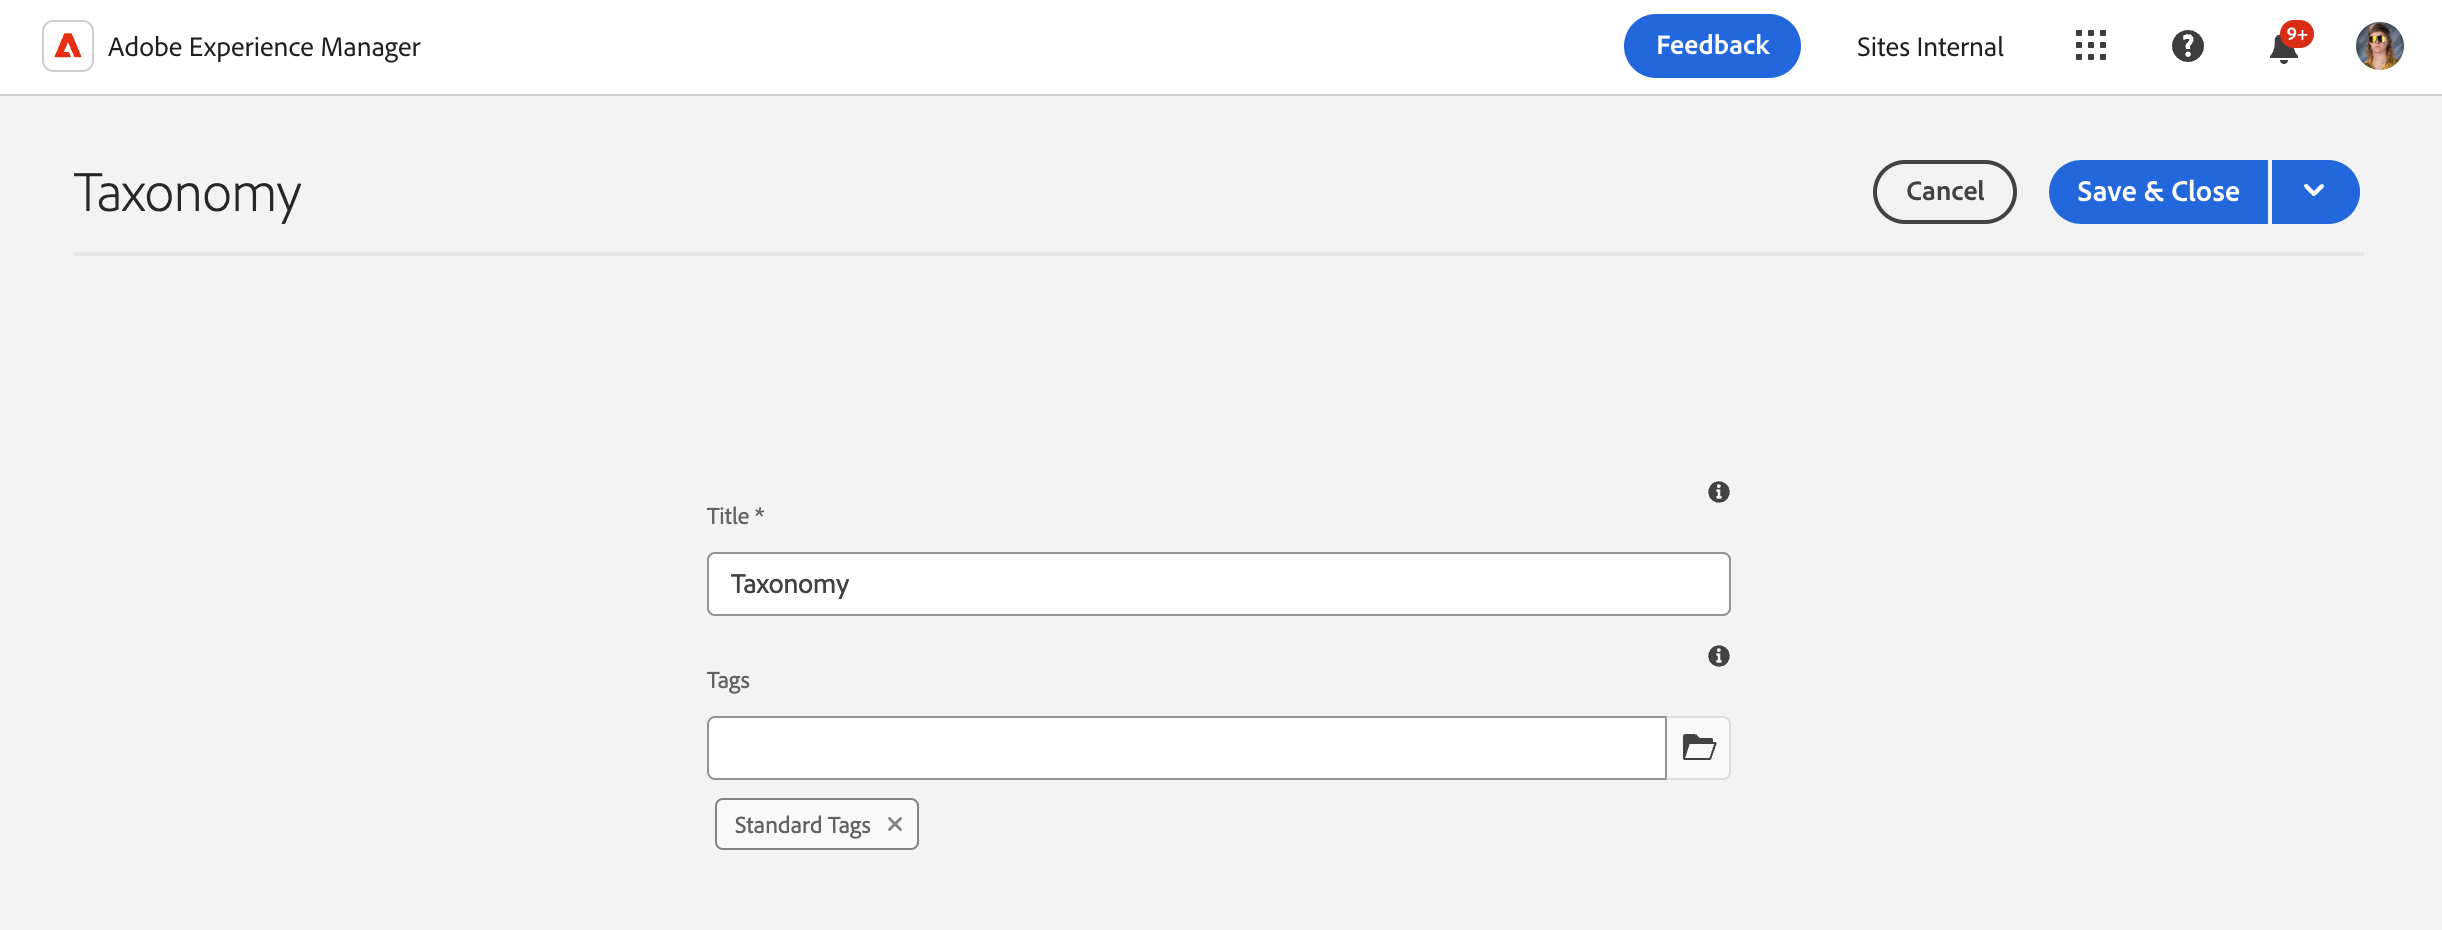 Adobe Experience Manager
Feedback
Sites Internal
9+
Taxonomy
Cancel
Save & Close
Title *
Taxonomy
Tags
Standard Tags